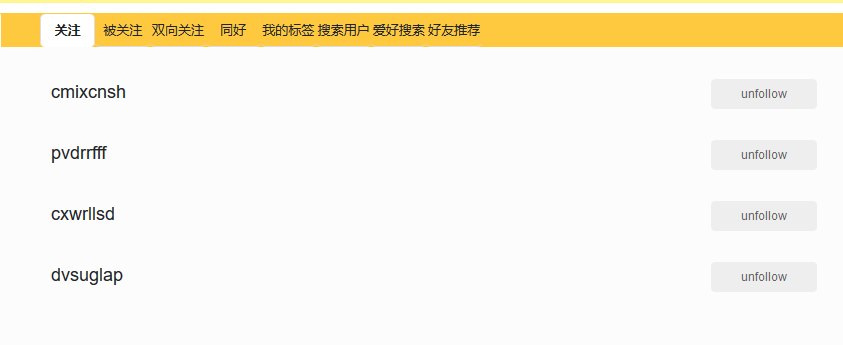 关注 被关注 双向关注 同好 我的标签 搜索用户 爱好搜索 好友推荐
cmixcnsh unfollow
pvdrrfff unfollow
cxwrllsd unfollow
dvsuglap unfollow